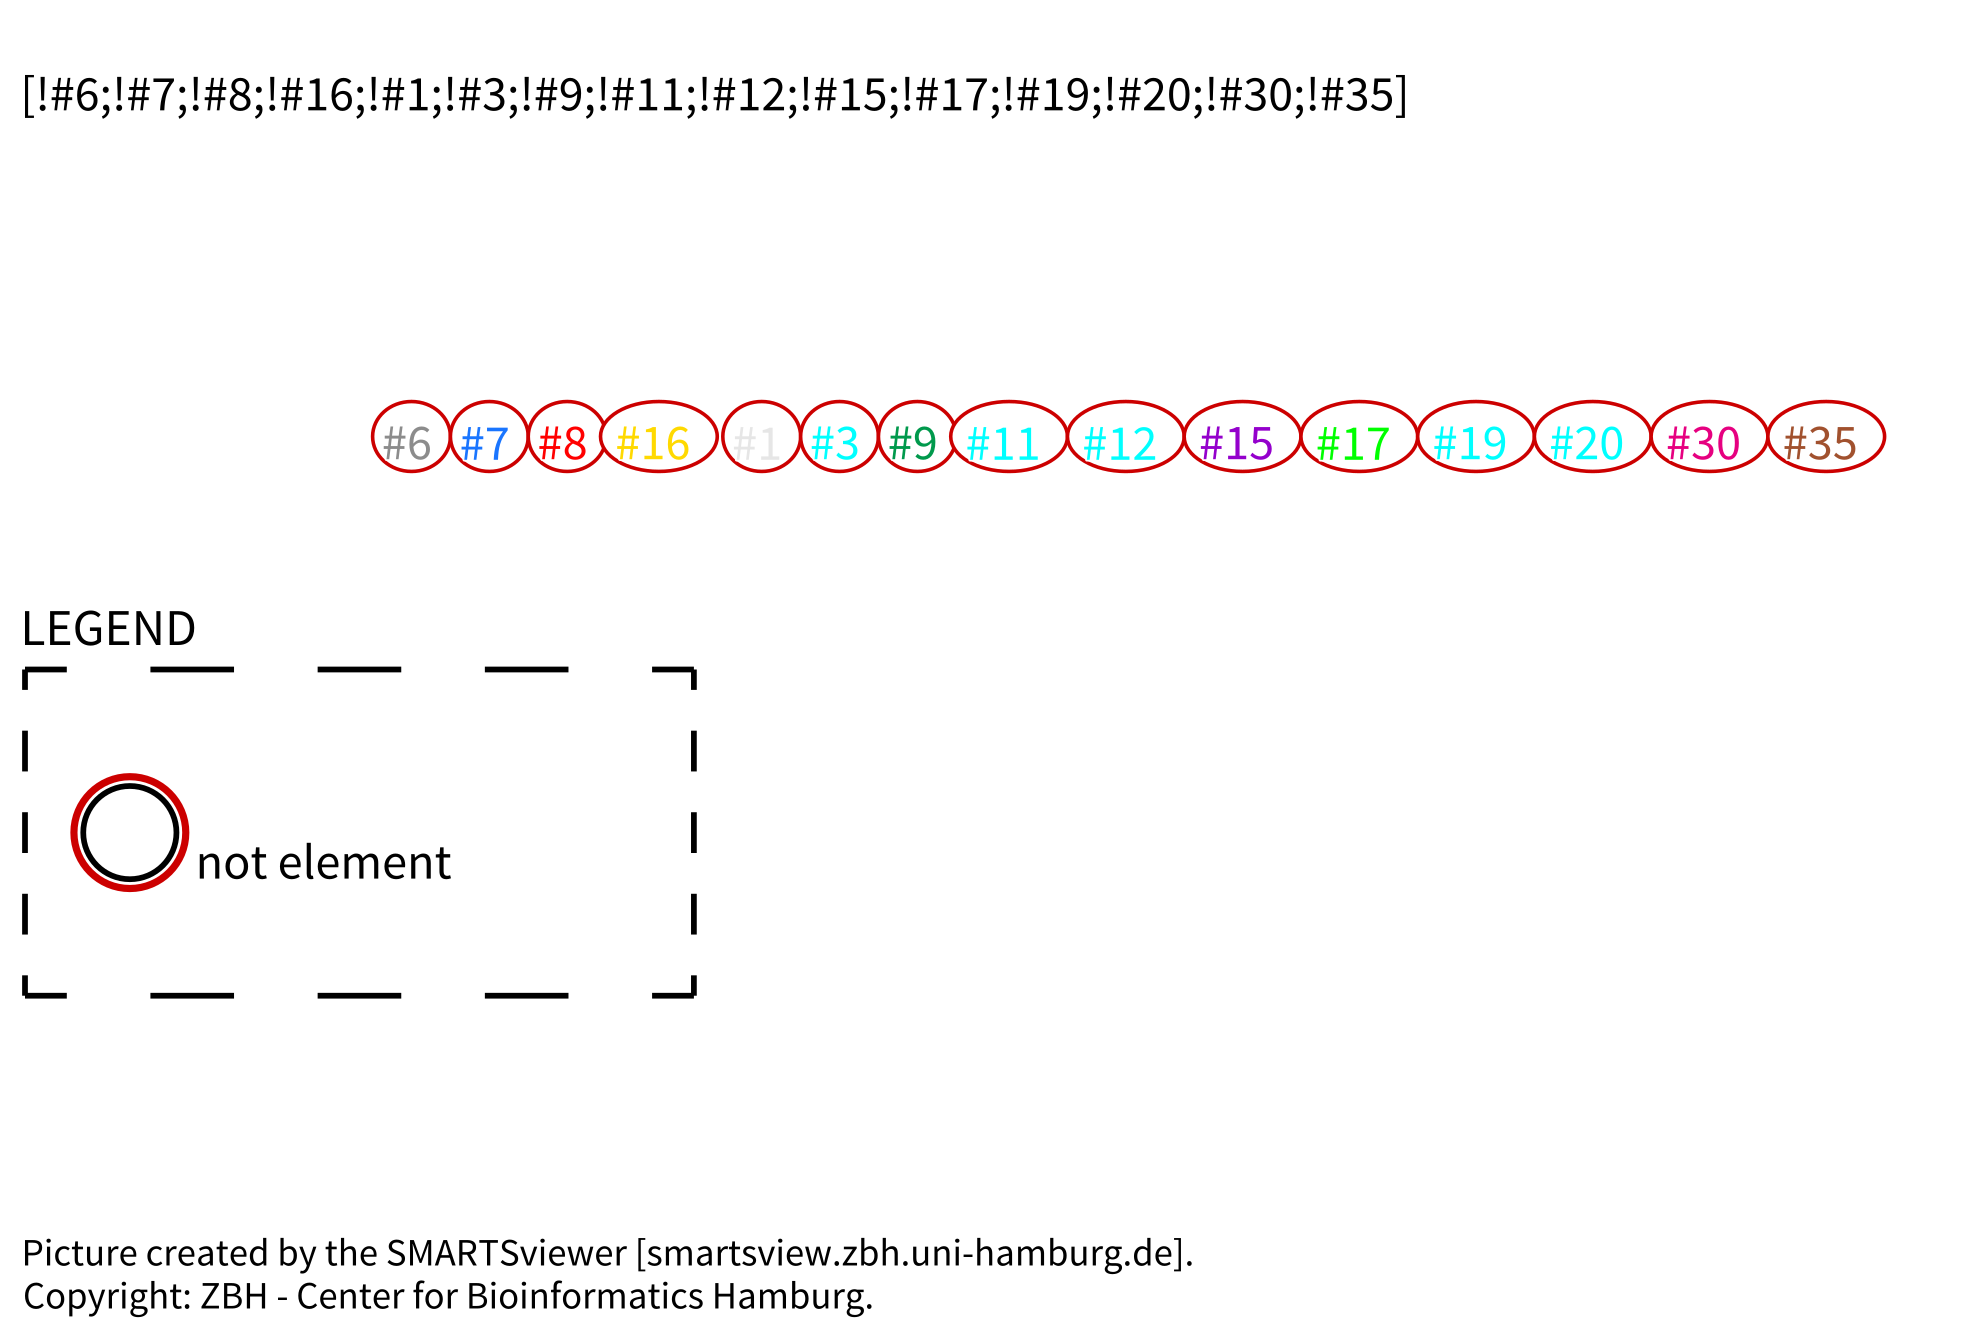 [!#6;!#7;!#8;!#16;!#1;!#3;!#9;!#11;!#12;!#15;!#17;!#19;!#20;!#30;!#35]
#6 #7 #8 #16 #1 #3 #9 #11 #12 #15 #17 #19 #20 #30 #35
LEGEND
not element
Picture created by the SMARTSviewer [smartsview.zbh.uni-hamburg.de].
Copyright: ZBH - Center for Bioinformatics Hamburg.